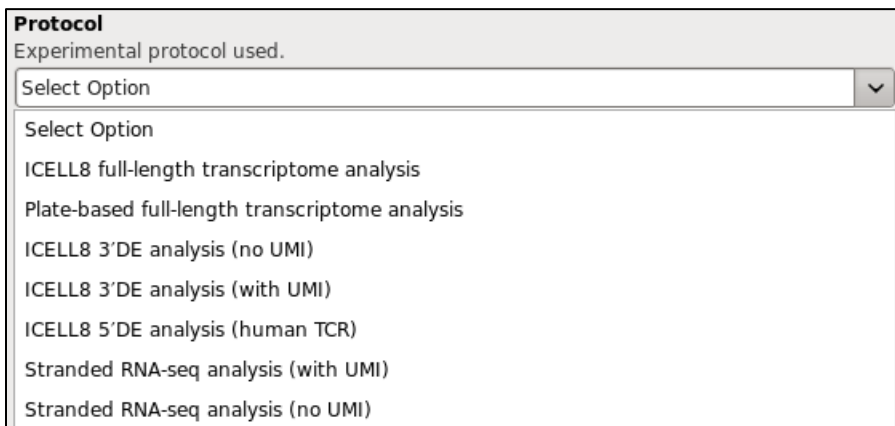 Protocol
Experimental protocol used.
Select Option
Select Option
ICELL8 full-length transcriptome analysis
Plate-based full-length transcriptome analysis
ICELL8 3′DE analysis (no UMI)
ICELL8 3′DE analysis (with UMI)
ICELL8 5′DE analysis (human TCR)
Stranded RNA-seq analysis (with UMI)
Stranded RNA-seq analysis (no UMI)